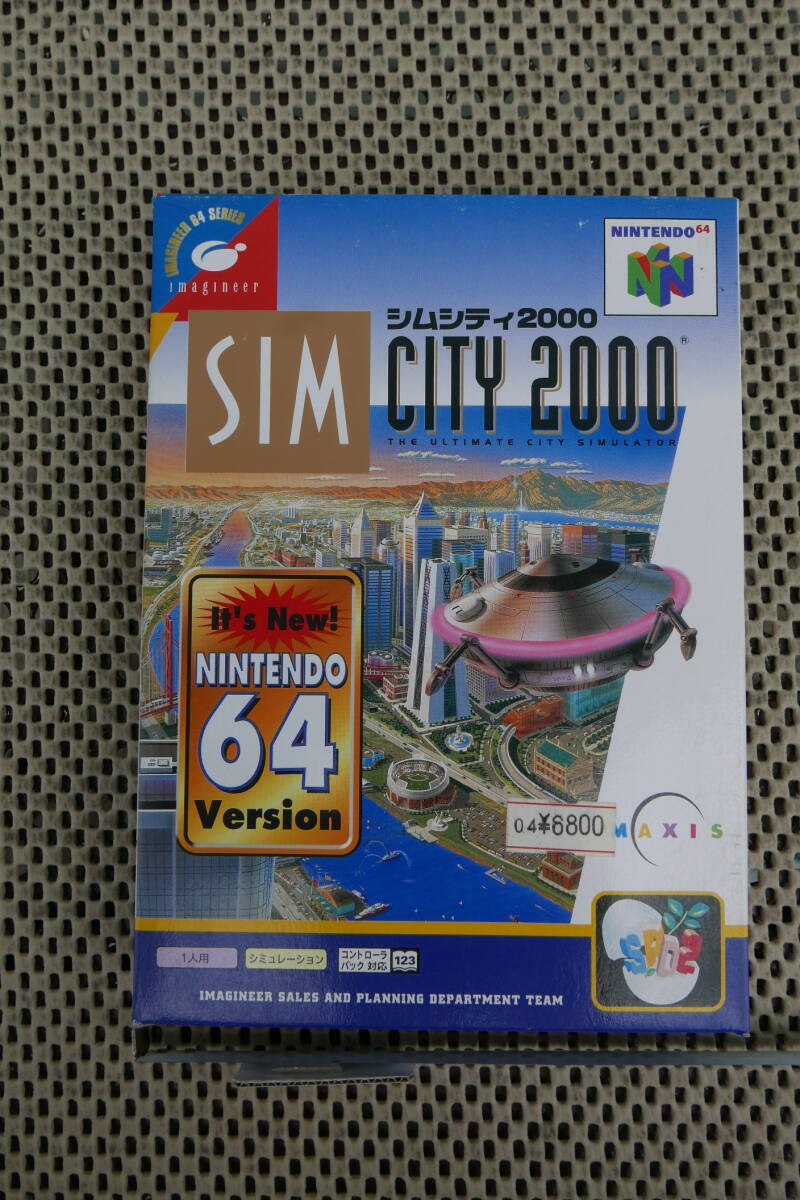 IMAGINEER 64 SERIES
imagineer
NINTENDO 64
シムシティ2000
SIM
CITY 2000®
THE ULTIMATE CITY SIMULATOR
It's New!
NINTENDO
64
Version
04¥6800
MAXIS
1人用
シミュレーション
コントローラ
パック 対応
123
IMAGINEER SALES AND PLANNING DEPARTMENT TEAM